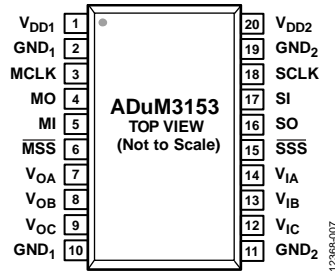 VDD1 1 20 VDD2
GND1 2 19 GND2
MCLK 3 18 SCLK
MO 4 ADuM3153 17 SI
MI 5 TOP VIEW 16 SO
MSS 6 (Not to Scale) 15 SSS
VOA 7 14 VIA
VOB 8 13 VIB
VOC 9 12 VIC
GND1 10 11 GND2
12368-007